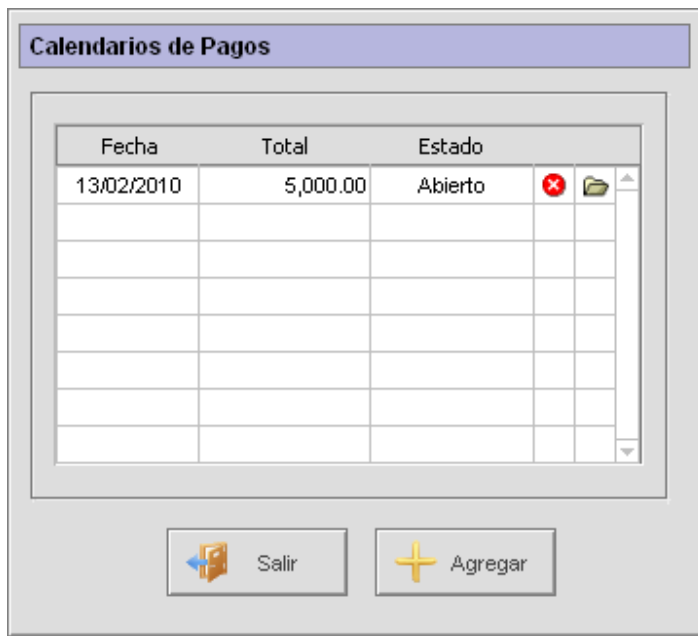 Calendarios de Pagos
Fecha Total Estado
13/02/2010 5,000.00 Abierto
Salir Agregar